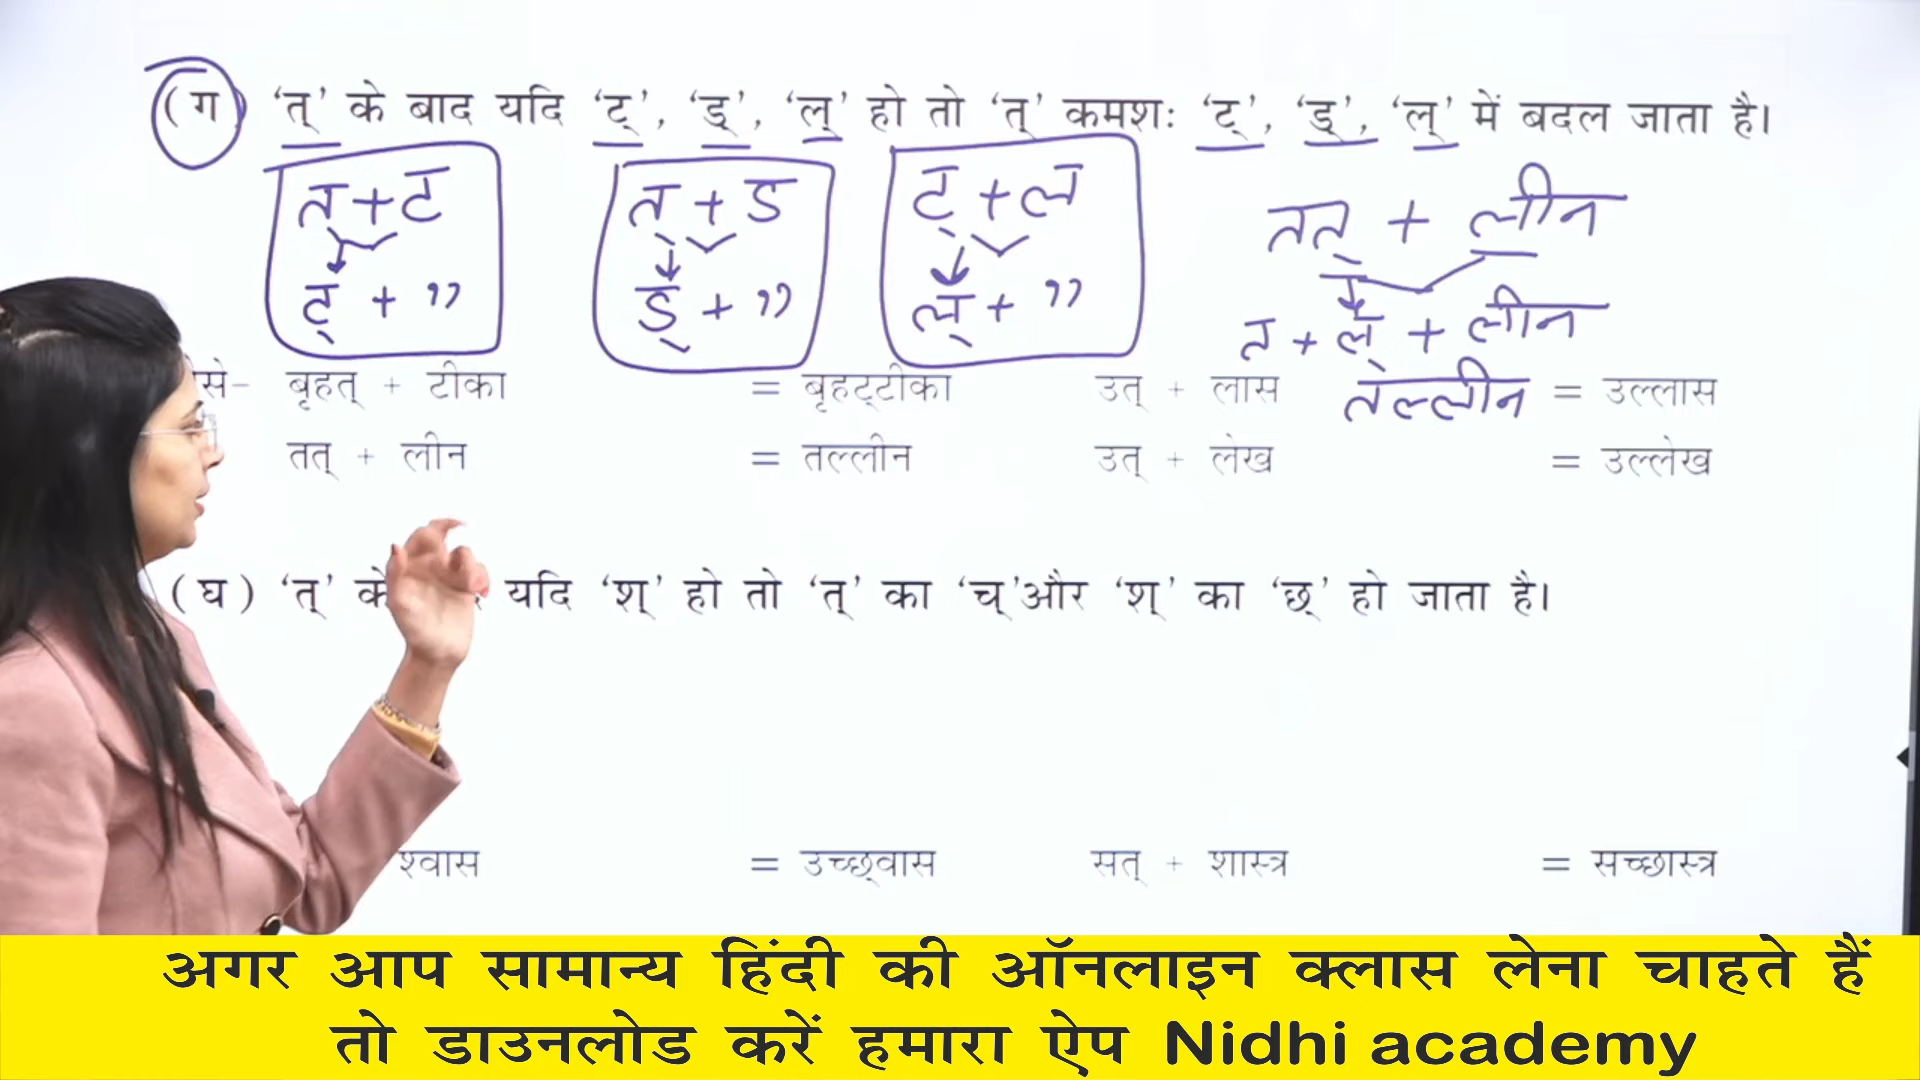 (ग) ‘त्’ के बाद यदि ‘ट्’, ‘ड्’, ‘ल्’ हो तो ‘त्’ कमशः ‘ट्’, ‘ड्’, ‘ल्’ में बदल जाता है।
त् + ट
ट् + ”
त् + ड
ड् + ”
ट् + ल
ल् + ”
तत् + लीन
त + ल् + लीन
तल्लीन
से- बृहत् + टीका = बृहट्टीका उत् + लास = उल्लास
तत् + लीन = तल्लीन उत् + लेख = उल्लेख
(घ) ‘त्’ के यदि ‘श्’ हो तो ‘त्’ का ‘च्’और ‘श्’ का ‘छ्’ हो जाता है।
श्वास = उच्छ्वास सत् + शास्त्र = सच्छास्त्र
अगर आप सामान्य हिंदी की ऑनलाइन क्लास लेना चाहते हैं
तो डाउनलोड करें हमारा ऐप Nidhi academy